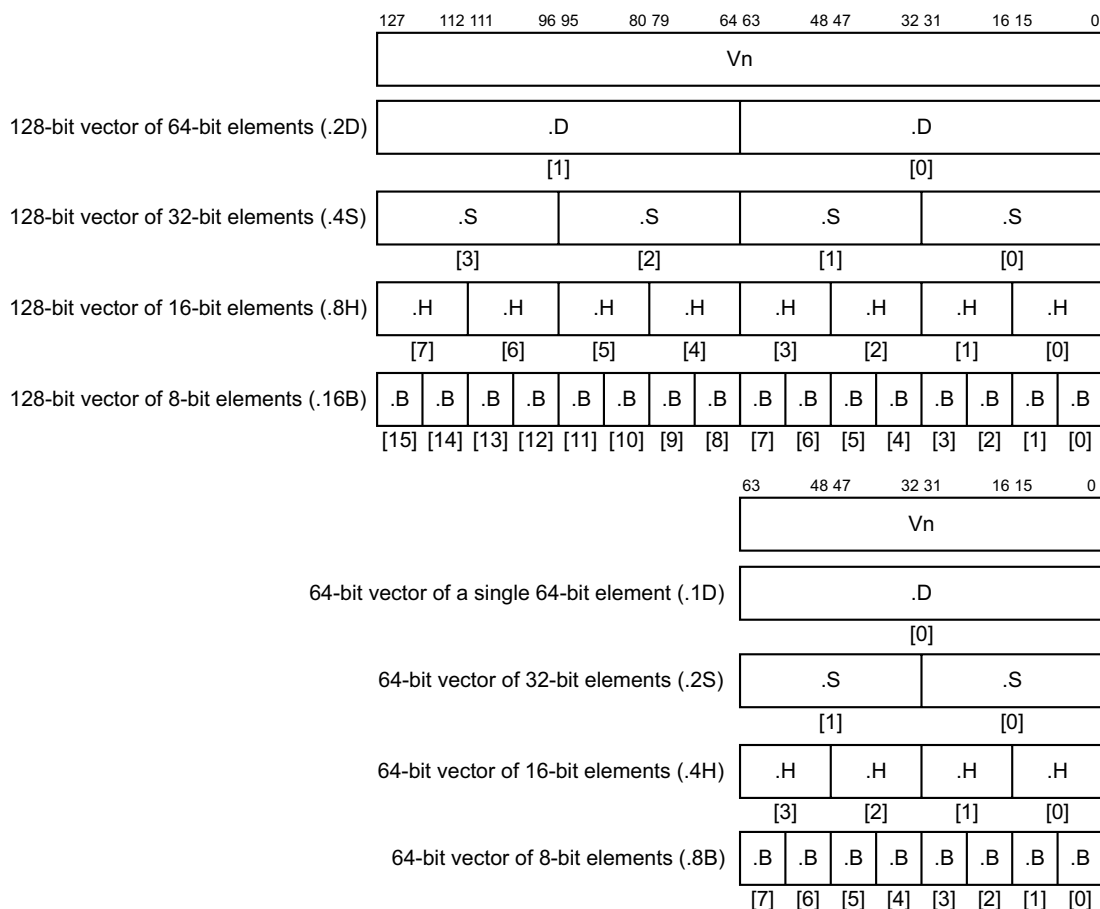 127 112 111 96 95 80 79 64 63 48 47 32 31 16 15 0
Vn
128-bit vector of 64-bit elements (.2D) .D .D
[1] [0]
128-bit vector of 32-bit elements (.4S) .S .S .S .S
[3] [2] [1] [0]
128-bit vector of 16-bit elements (.8H) .H .H .H .H .H .H .H .H
[7] [6] [5] [4] [3] [2] [1] [0]
128-bit vector of 8-bit elements (.16B) .B .B .B .B .B .B .B .B .B .B .B .B .B .B .B .B
[15] [14] [13] [12] [11] [10] [9] [8] [7] [6] [5] [4] [3] [2] [1] [0]
63 48 47 32 31 16 15 0
Vn
64-bit vector of a single 64-bit element (.1D) .D
[0]
64-bit vector of 32-bit elements (.2S) .S .S
[1] [0]
64-bit vector of 16-bit elements (.4H) .H .H .H .H
[3] [2] [1] [0]
64-bit vector of 8-bit elements (.8B) .B .B .B .B .B .B .B .B
[7] [6] [5] [4] [3] [2] [1] [0]